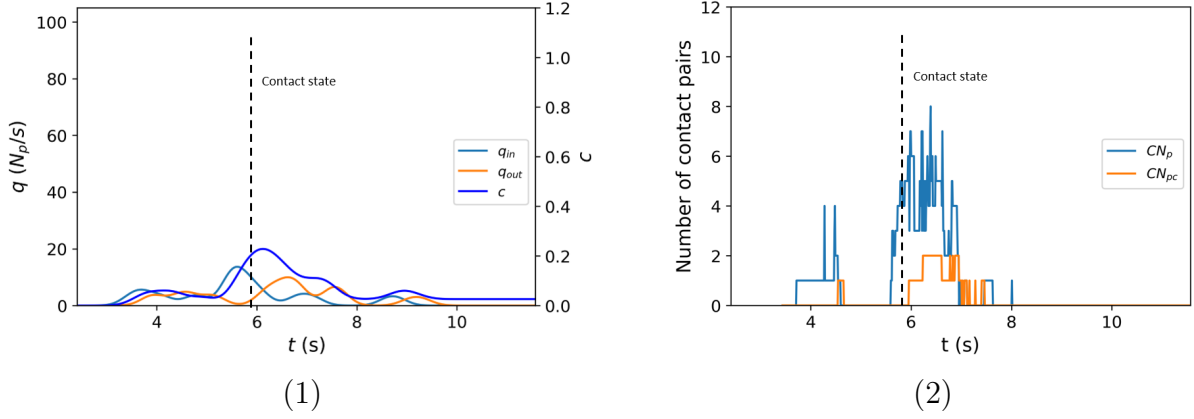 100
80
60
40
20
0
q (N_p/s)
4
6
8
10
t (s)
1.2
1.0
0.8
0.6
0.4
0.2
0.0
c
Contact state
q_in
q_out
c
(1)
12
10
8
6
4
2
0
Number of contact pairs
4
6
8
10
t (s)
Contact state
CN_p
CN_pc
(2)